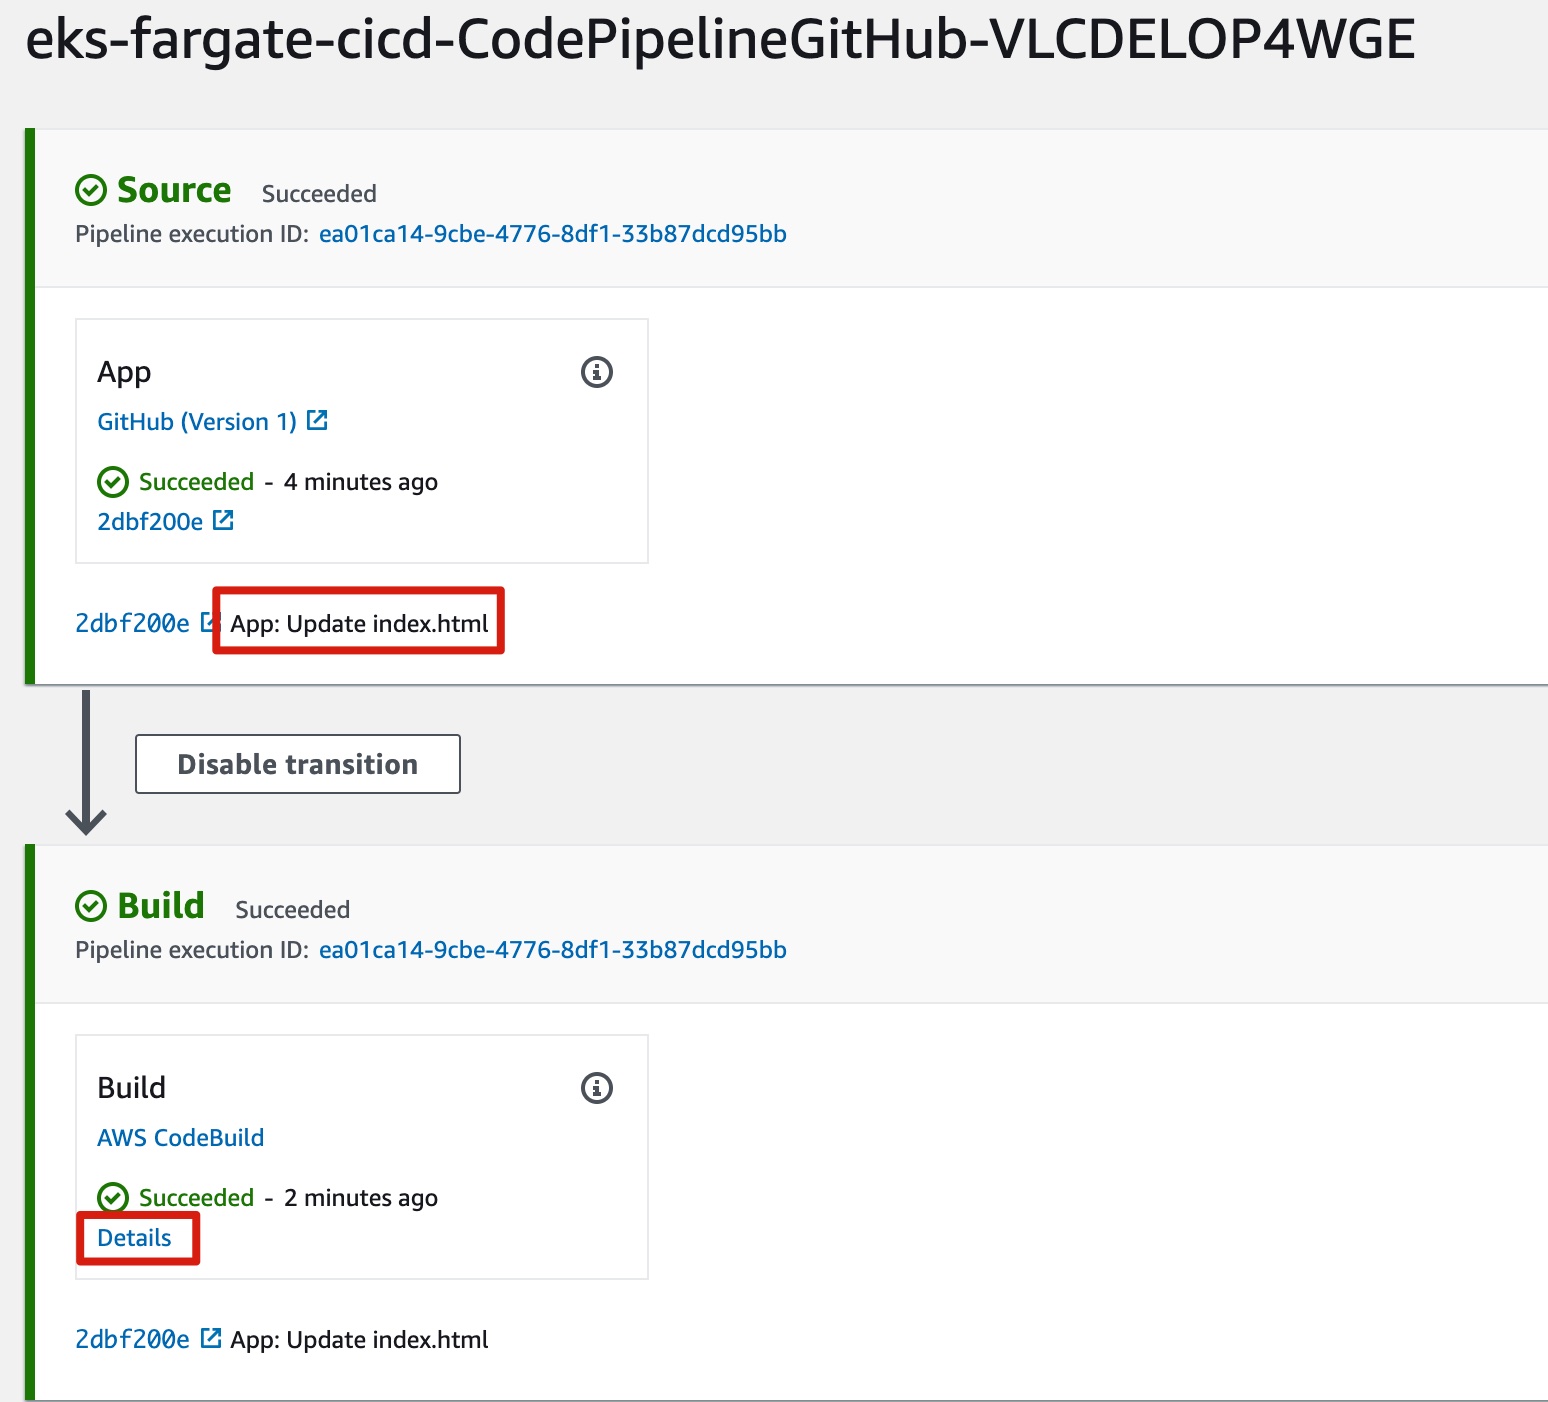 eks-fargate-cicd-CodePipelineGitHub-VLCDELOP4WGE
Source Succeeded
Pipeline execution ID: ea01ca14-9cbe-4776-8df1-33b87dcd95bb
App
GitHub (Version 1)
Succeeded - 4 minutes ago
2dbf200e
2dbf200e App: Update index.html
Disable transition
Build Succeeded
Pipeline execution ID: ea01ca14-9cbe-4776-8df1-33b87dcd95bb
Build
AWS CodeBuild
Succeeded - 2 minutes ago
Details
2dbf200e App: Update index.html